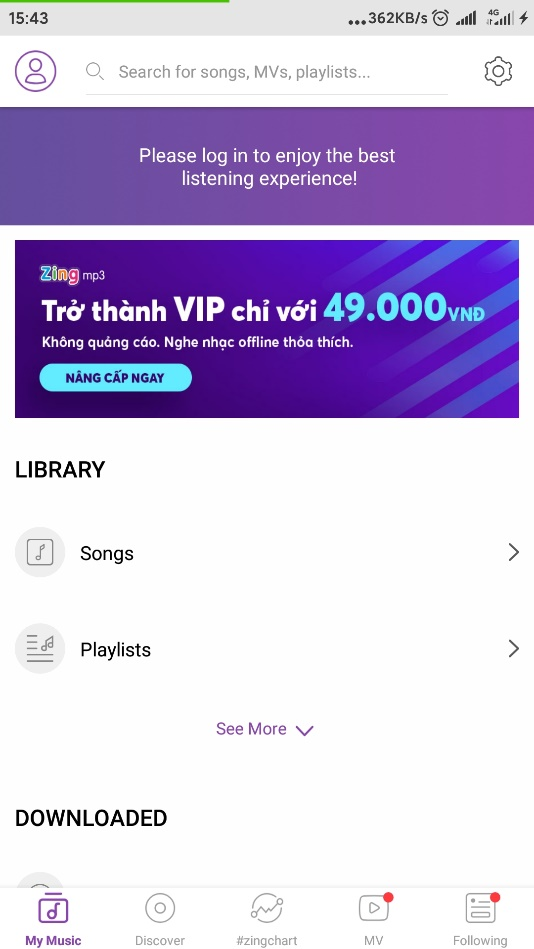 15:43
...362KB/s
4G
Search for songs, MVs, playlists...
Please log in to enjoy the best
listening experience!
Zing mp3
Trở thành VIP chỉ với 49.000VNĐ
Không quảng cáo. Nghe nhạc offline thỏa thích.
NÂNG CẤP NGAY
LIBRARY
Songs
Playlists
See More
DOWNLOADED
My Music
Discover
#zingchart
MV
Following